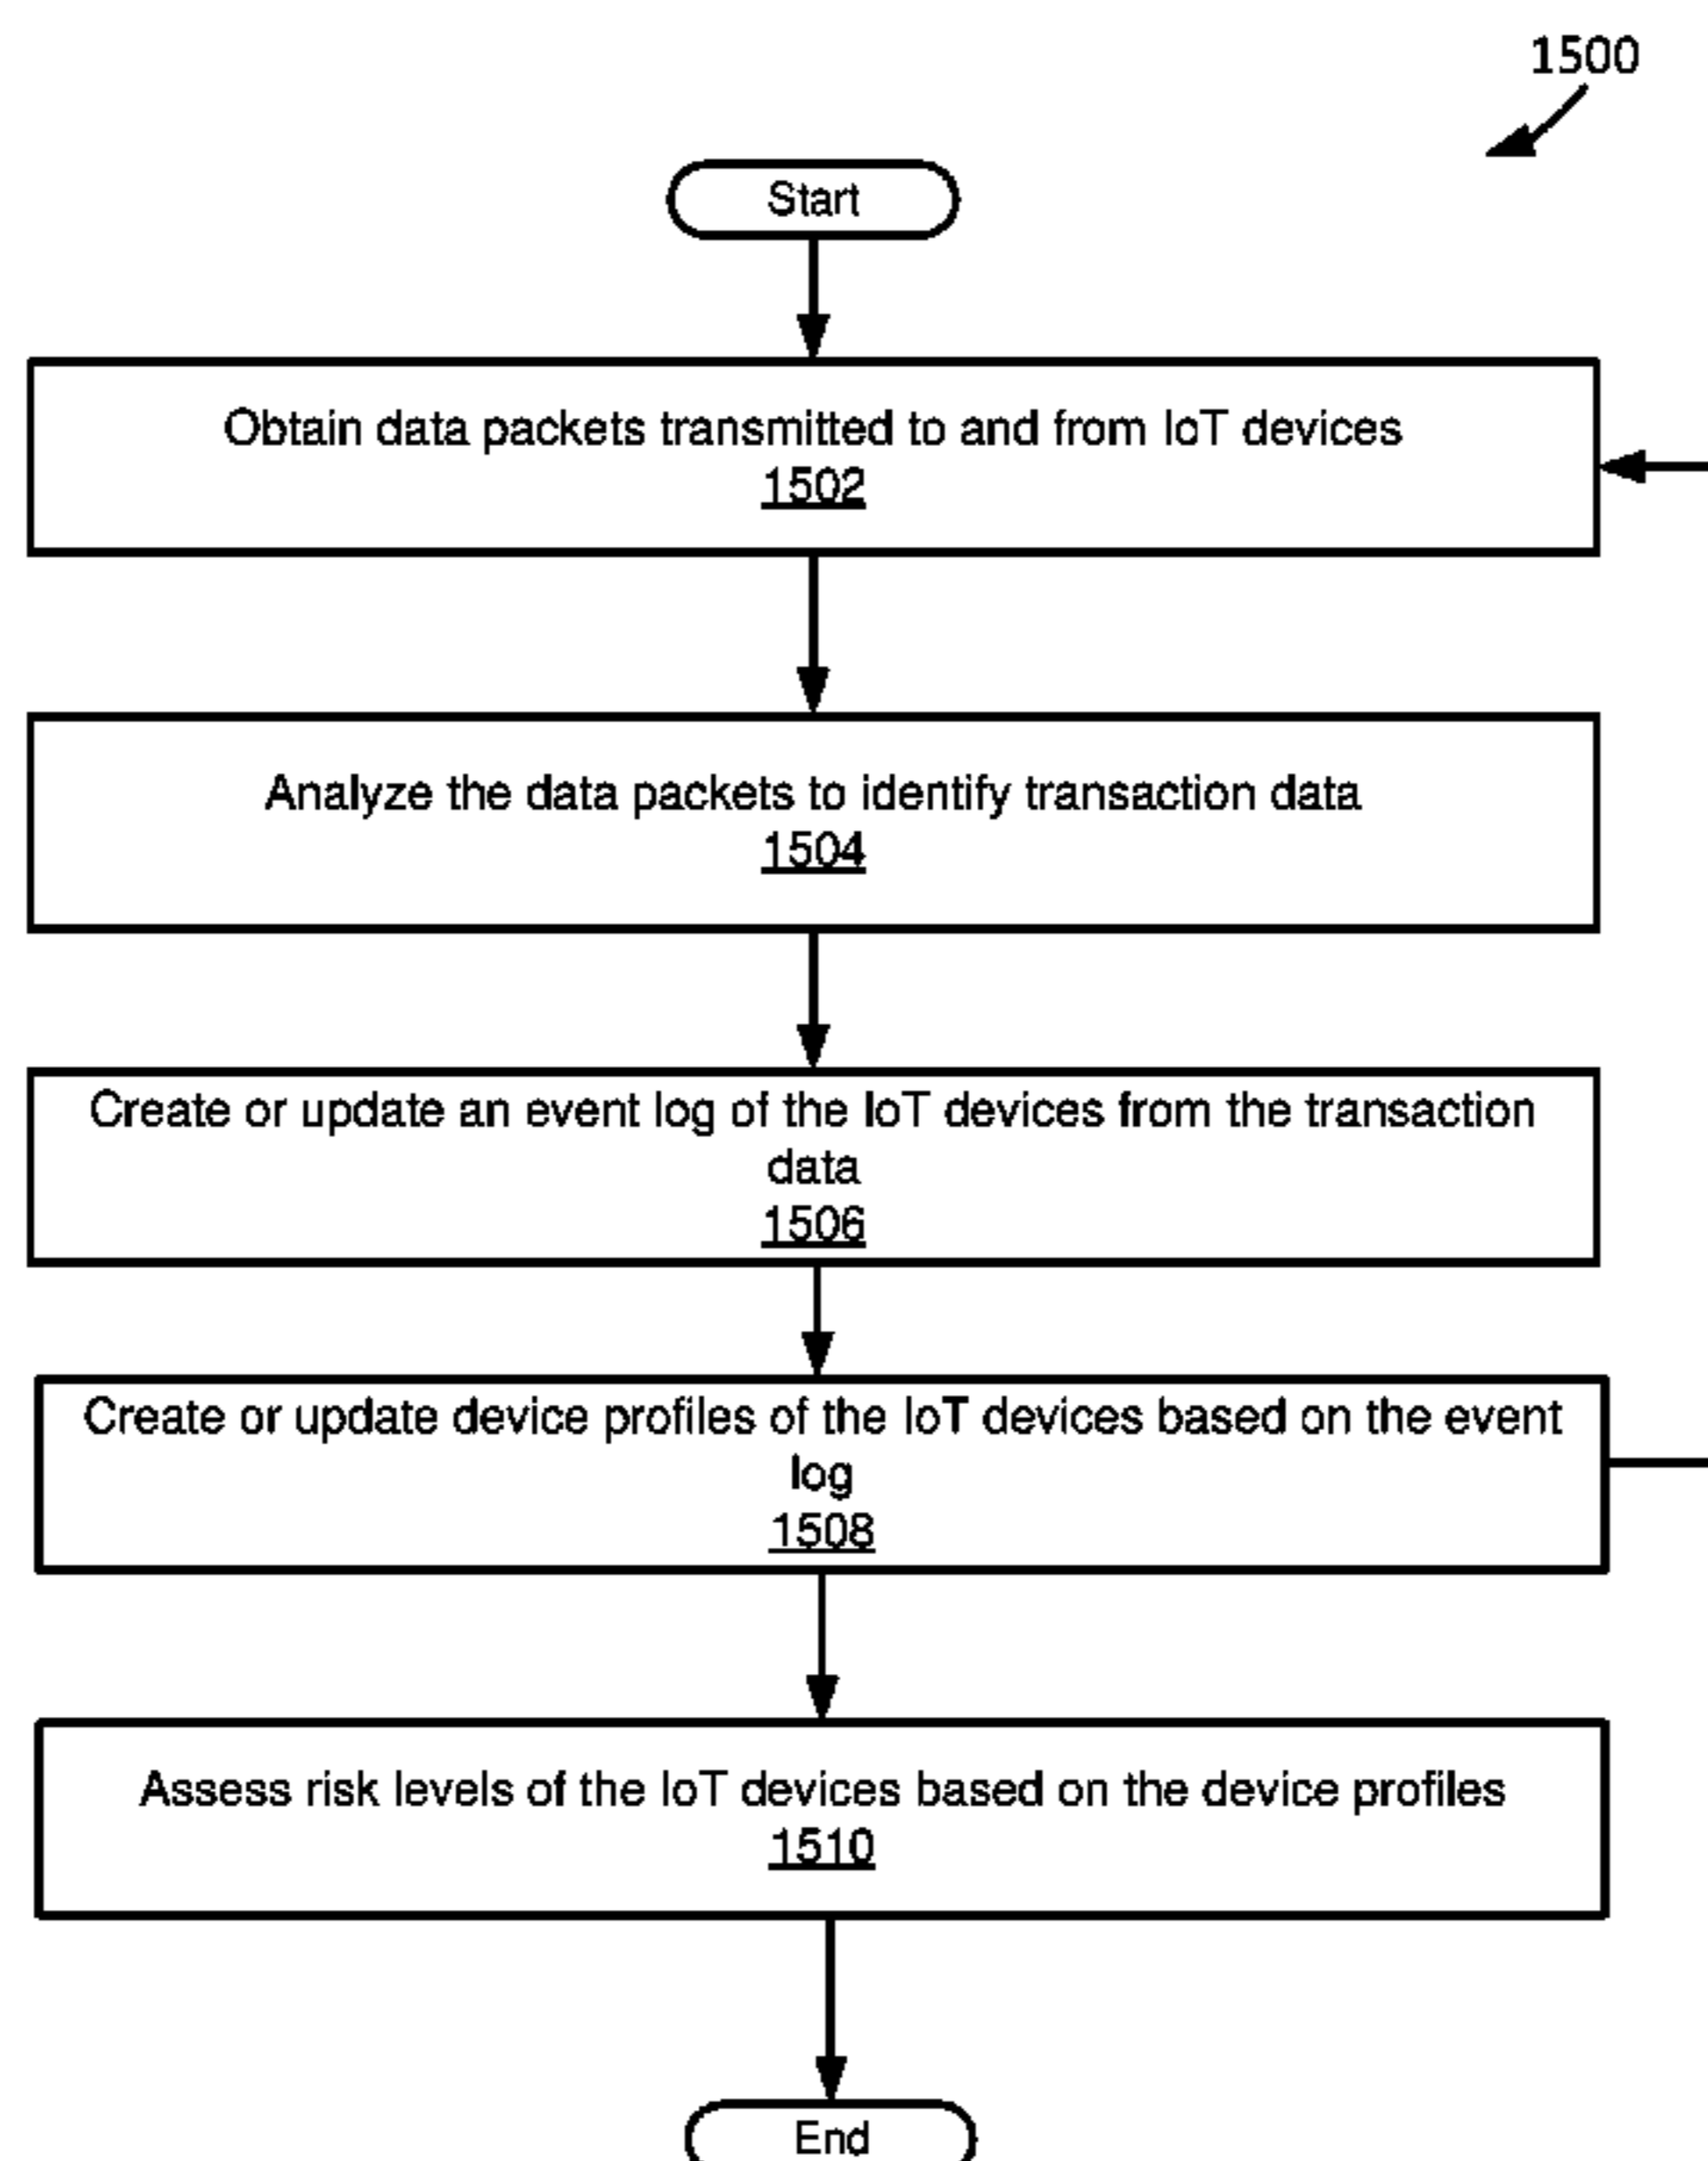 1500
Start
Obtain data packets transmitted to and from IoT devices
1502
Analyze the data packets to identify transaction data
1504
Create or update an event log of the IoT devices from the transaction
data
1506
Create or update device profiles of the IoT devices based on the event
log
1508
Assess risk levels of the IoT devices based on the device profiles
1510
End